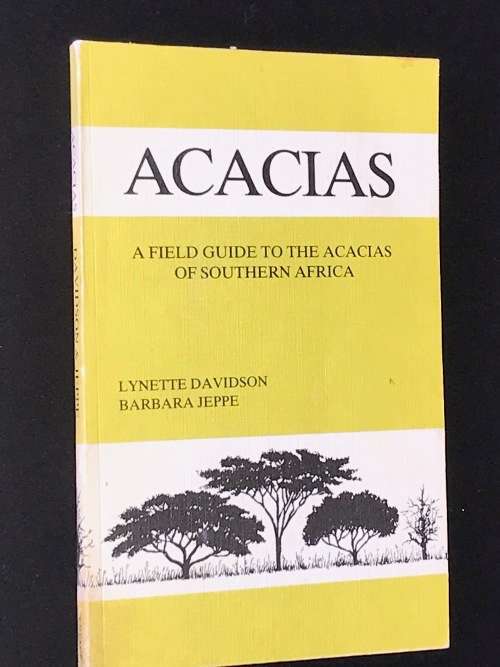 ACACIAS
A FIELD GUIDE TO THE ACACIAS
OF SOUTHERN AFRICA
LYNETTE DAVIDSON
BARBARA JEPPE